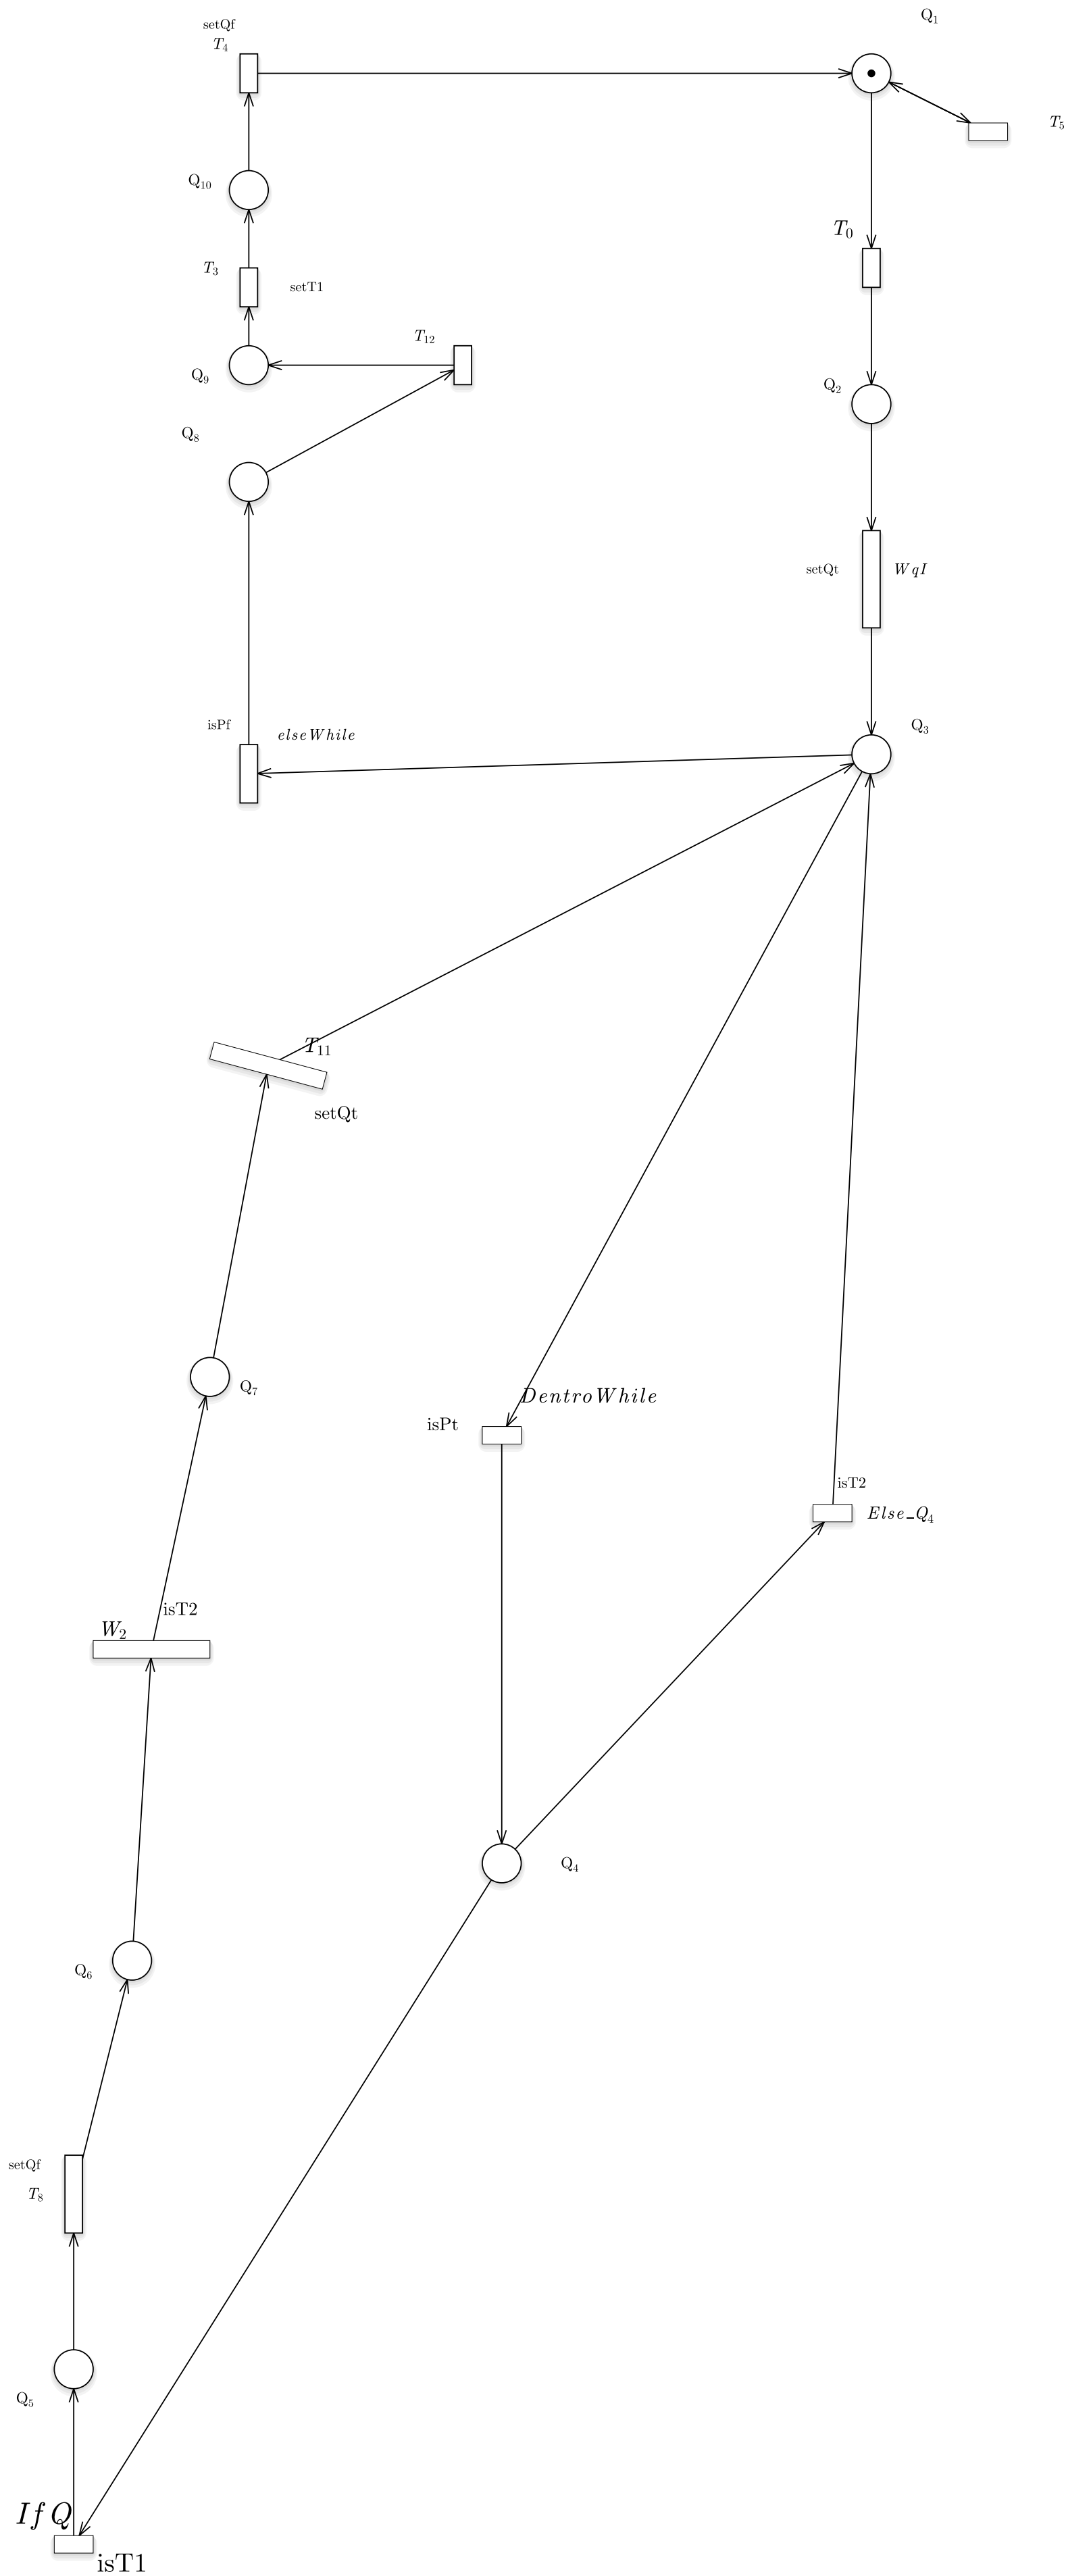 Q₁
setQf
T₄
T₅
Q₁₀
T₀
T₃
setT1
T₁₂
Q₉
Q₂
Q₈
setQt
WqI
isPf
elseWhile
Q₃
T₁₁
setQt
Q₇
DentroWhile
isPt
isT2
Else_Q₄
isT2
W₂
Q₄
Q₆
setQf
T₈
Q₅
IfQ
isT1